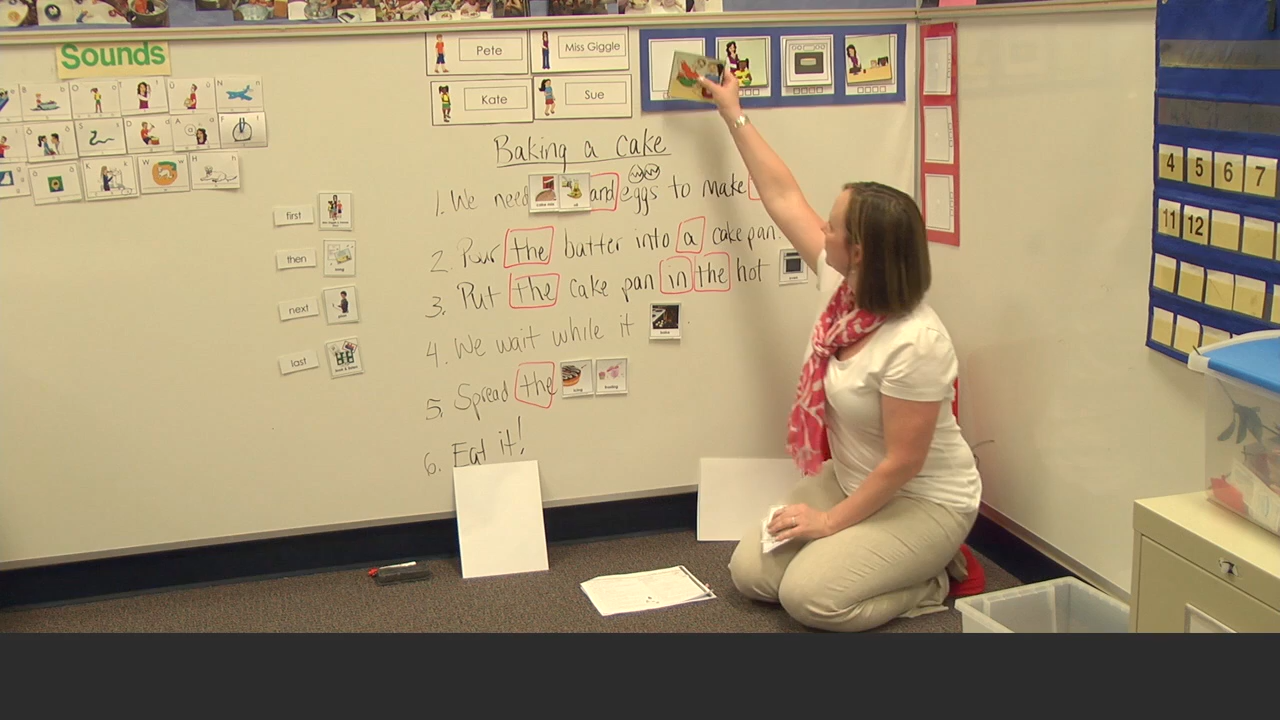 Sounds
Pete
Miss Giggle
Kate
Sue
Baking a cake
1. We need and eggs to make
2. Pour the batter into a cake pan.
3. Put the cake pan in the hot
4. We wait while it
5. Spread the
6. Eat it!
first
then
next
last
4 5 6 7
11 12